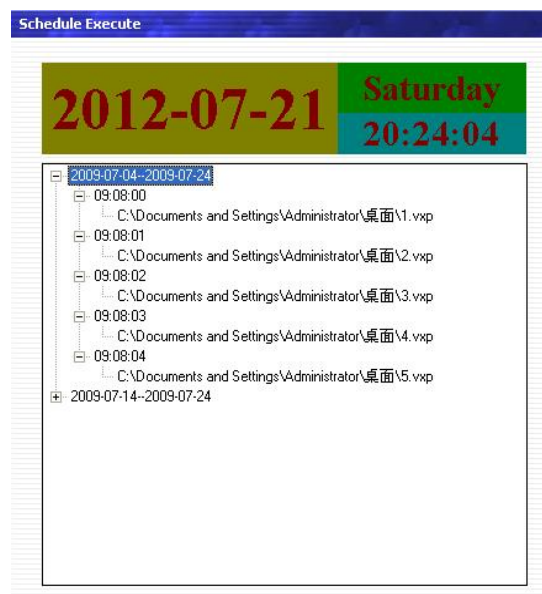 Schedule Execute
2012-07-21
Saturday
20:24:04
2009-07-04--2009-07-24
09:08:00
C:\Documents and Settings\Administrator\桌面\1.vxp
09:08:01
C:\Documents and Settings\Administrator\桌面\2.vxp
09:08:02
C:\Documents and Settings\Administrator\桌面\3.vxp
09:08:03
C:\Documents and Settings\Administrator\桌面\4.vxp
09:08:04
C:\Documents and Settings\Administrator\桌面\5.vxp
2009-07-14--2009-07-24